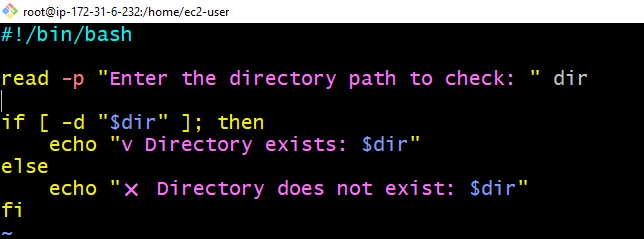 root@ip-172-31-6-232:/home/ec2-user
#!/bin/bash
read -p "Enter the directory path to check: " dir
if [ -d "$dir" ]; then
    echo "v Directory exists: $dir"
else
    echo "✕ Directory does not exist: $dir"
fi
~